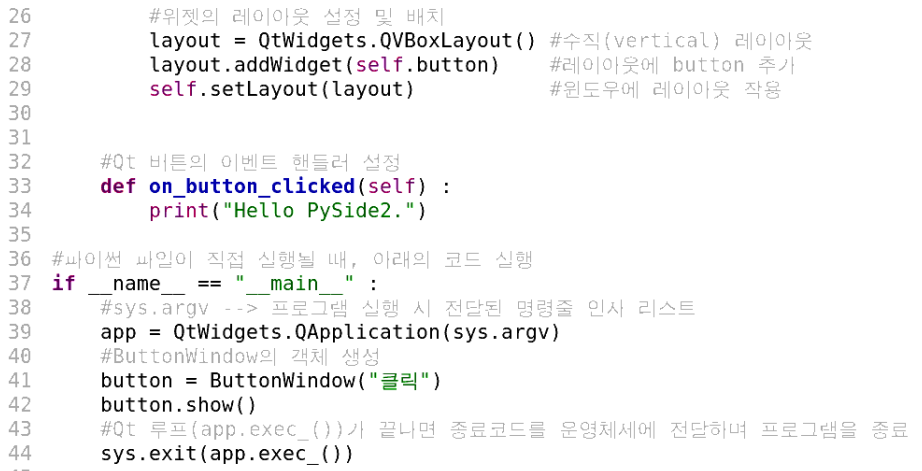 26 #위젯의 레이아웃 설정 및 배치
27 layout = QtWidgets.QVBoxLayout() #수직(vertical) 레이아웃
28 layout.addWidget(self.button) #레이아웃에 button 추가
29 self.setLayout(layout) #윈도우에 레이아웃 적용
30
31
32 #Qt 버튼의 이벤트 핸들러 설정
33 def on_button_clicked(self) :
34 print("Hello PySide2.")
35
36 #파이썬 파일이 직접 실행될 때, 아래의 코드 실행
37 if __name__ == "__main__" :
38 #sys.argv --> 프로그램 실행 시 전달된 명령줄 인사 리스트
39 app = QtWidgets.QApplication(sys.argv)
40 #ButtonWindow의 객체 생성
41 button = ButtonWindow("클릭")
42 button.show()
43 #Qt 루프(app.exec_())가 끝나면 종료코드를 운영체세에 전달하며 프로그램을 종료
44 sys.exit(app.exec_())